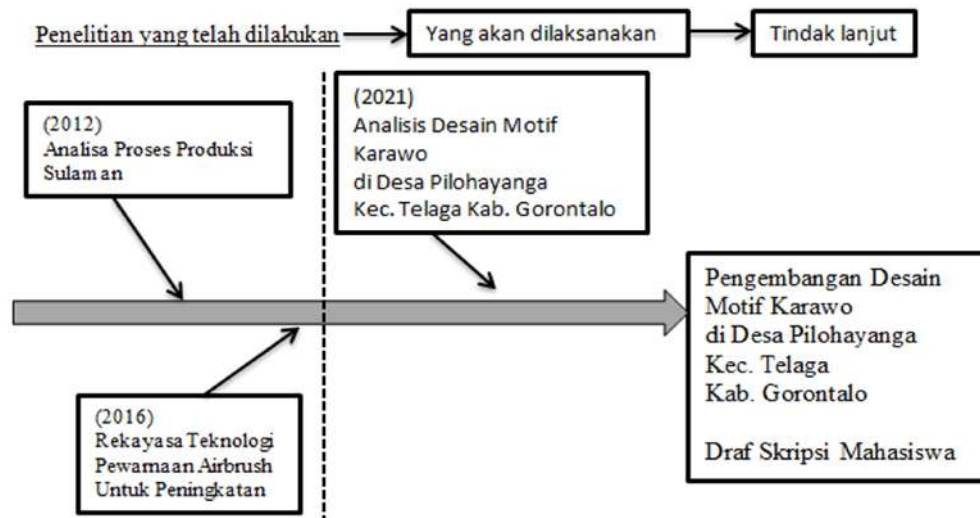 Penelitian yang telah dilakukan
Yang akan dilaksanakan
Tindak lanjut
(2012)
Analisa Proses Produksi
Sulaman
(2021)
Analisis Desain Motif
Karawo
di Desa Pilohayanga
Kec. Telaga Kab. Gorontalo
(2016)
Rekayasa Teknologi
Pewarnaan Airbrush
Untuk Peningkatan
Pengembangan Desain
Motif Karawo
di Desa Pilohayanga
Kec. Telaga
Kab. Gorontalo
Draf Skripsi Mahasiswa